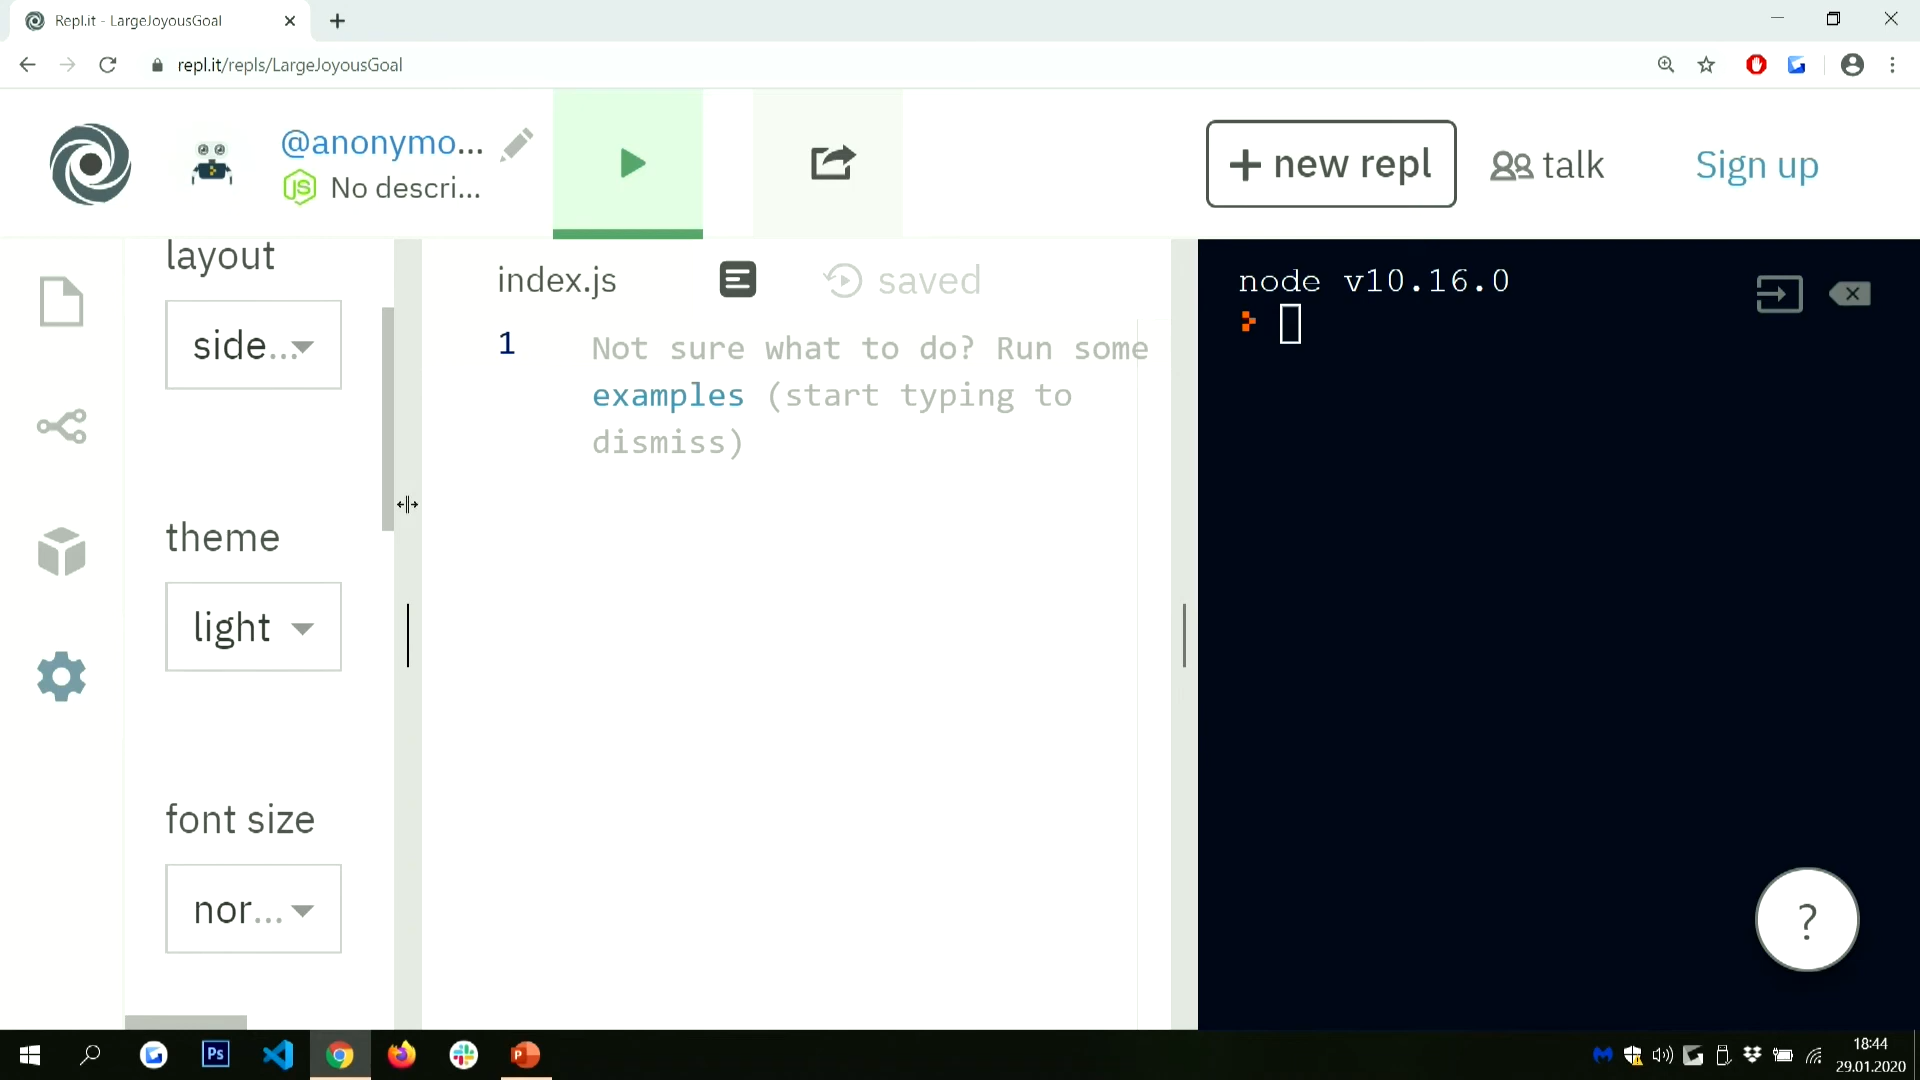 Repl.it - LargeJoyousGoal
repl.it/repls/LargeJoyousGoal
@anonymo...
JS No descri...
+ new repl
talk
Sign up
layout
side...
theme
light
font size
nor...
index.js
saved
1 Not sure what to do? Run some
examples (start typing to
dismiss)
node v10.16.0
?
Ps
P
18:44
29.01.2020